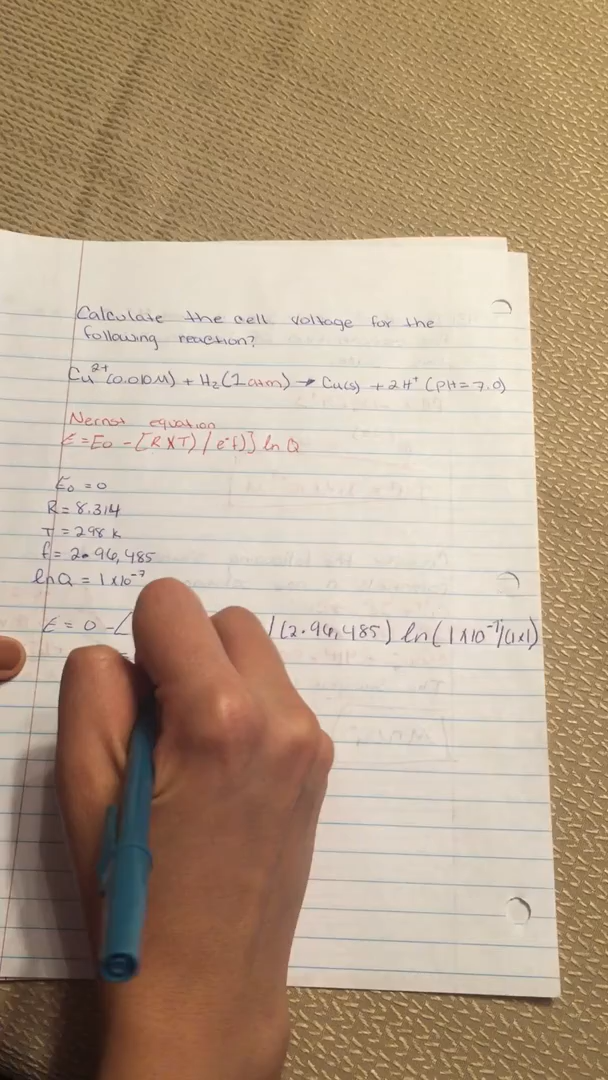 Calculate the cell voltage for the
following reaction?
Cu²⁺(0.010M) + H₂(1atm) → Cu(s) + 2H⁺(PH=7.0)
Nernst equation
E = E₀ - [RXT)/e⁻f)] ln Q
E₀ = 0
R = 8.314
T = 298 k
f = 2•96,485
ln Q = 1x10⁻⁷
E = 0 - [ / (2•96,485) ln(1x10⁻⁷/(1x1)